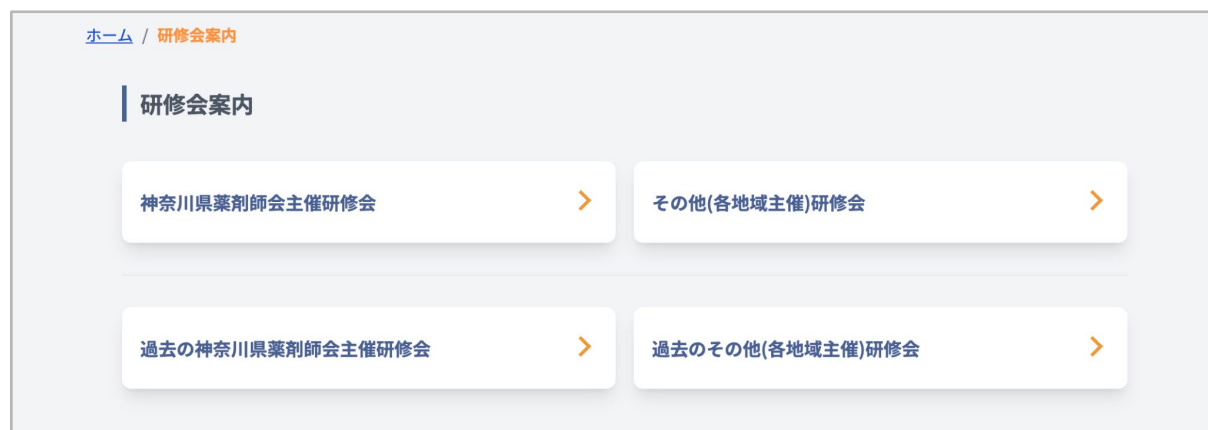 ホーム / 研修会案内
研修会案内
神奈川県薬剤師会主催研修会
その他(各地域主催)研修会
過去の神奈川県薬剤師会主催研修会
過去のその他(各地域主催)研修会